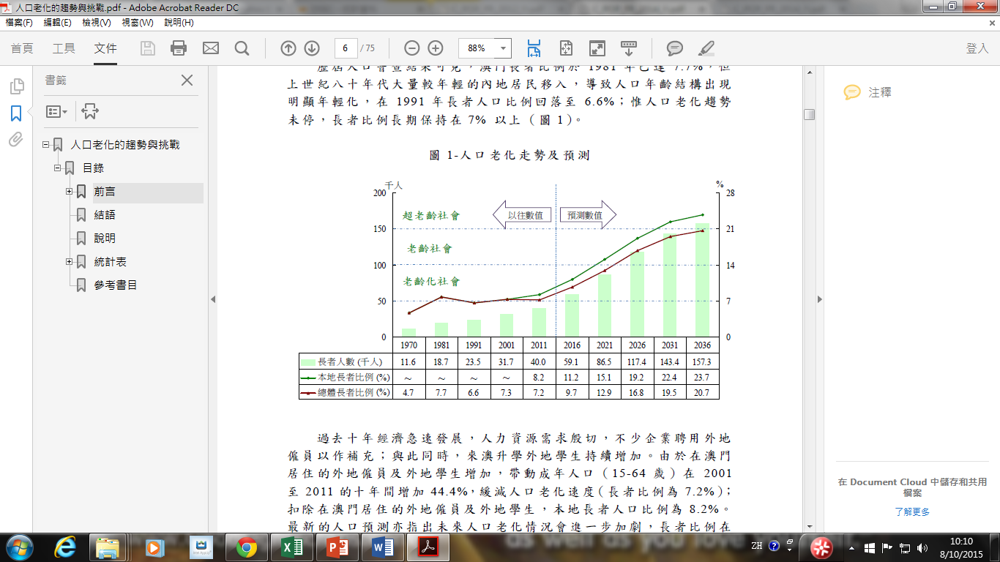 人口老化的趨勢與挑戰.pdf - Adobe Acrobat Reader DC
檔案(F) 編輯(E) 檢視(V) 視窗(W) 說明(H)
首頁 工具 文件 6 / 75 88% 登入
書籤
人口老化的趨勢與挑戰
目錄
前言
結語
說明
統計表
參考書目
歷屆人口普查結果可見，澳門長者比例於 1981 年已達 7.7%，但
上世紀八十年代大量較年輕的內地居民移入，導致人口年齡結構出現
明顯年輕化，在 1991 年長者人口比例回落至 6.6%；惟人口老化趨勢
未停，長者比例長期保持在 7% 以上（圖 1）。
圖 1-人口老化走勢及預測
千人 %
200 28
超老齡社會 以往數值 預測數值
150 21
老齡社會
100 14
老齡化社會
50 7
0 0
1970 1981 1991 2001 2011 2016 2021 2026 2031 2036
長者人數 (千人) 11.6 18.7 23.5 31.7 40.0 59.1 86.5 117.4 143.4 157.3
本地長者比例 (%) ~ ~ ~ ~ 8.2 11.2 15.1 19.2 22.4 23.7
總體長者比例 (%) 4.7 7.7 6.6 7.3 7.2 9.7 12.9 16.8 19.5 20.7
過去十年經濟急速發展，人力資源需求殷切，不少企業聘用外地
僱員以作補充；與此同時，來澳升學外地學生持續增加。由於在澳門
居住的外地僱員及外地學生增加，帶動成年人口（15-64 歲）在 2001
至 2011 的十年間增加 44.4%，緩減人口老化速度（長者比例為 7.2%）；
扣除在澳門居住的外地僱員及外地學生，本地長者人口比例為 8.2%。
最新的人口預測亦指出未來人口老化情況會進一步加劇，長者比例在
注釋
在 Document Cloud 中儲存和共用
檔案
了解更多
ZH
10:10
8/10/2015